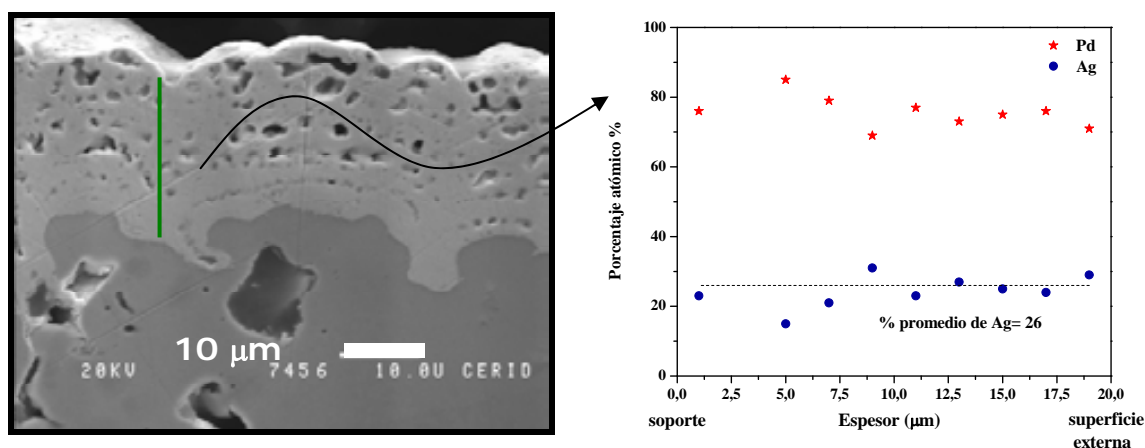 10 µm
20KV 7456 10.0U CERID
100
80
60
40
20
0
Pd
Ag
Porcentaje atómico %
% promedio de Ag= 26
0,0 2,5 5,0 7,5 10,0 12,5 15,0 17,5 20,0
soporte Espesor (µm) superficie
externa